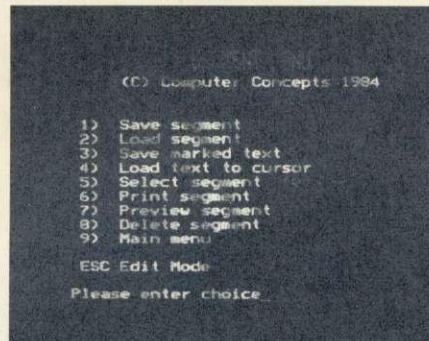 (C) Computer Concepts 1984
1) Save segment
2) Load segment
3) Save marked text
4) Load text to cursor
5) Select segment
6) Print segment
7) Preview segment
8) Delete segment
9) Main menu
ESC Edit Mode
Please enter choice_